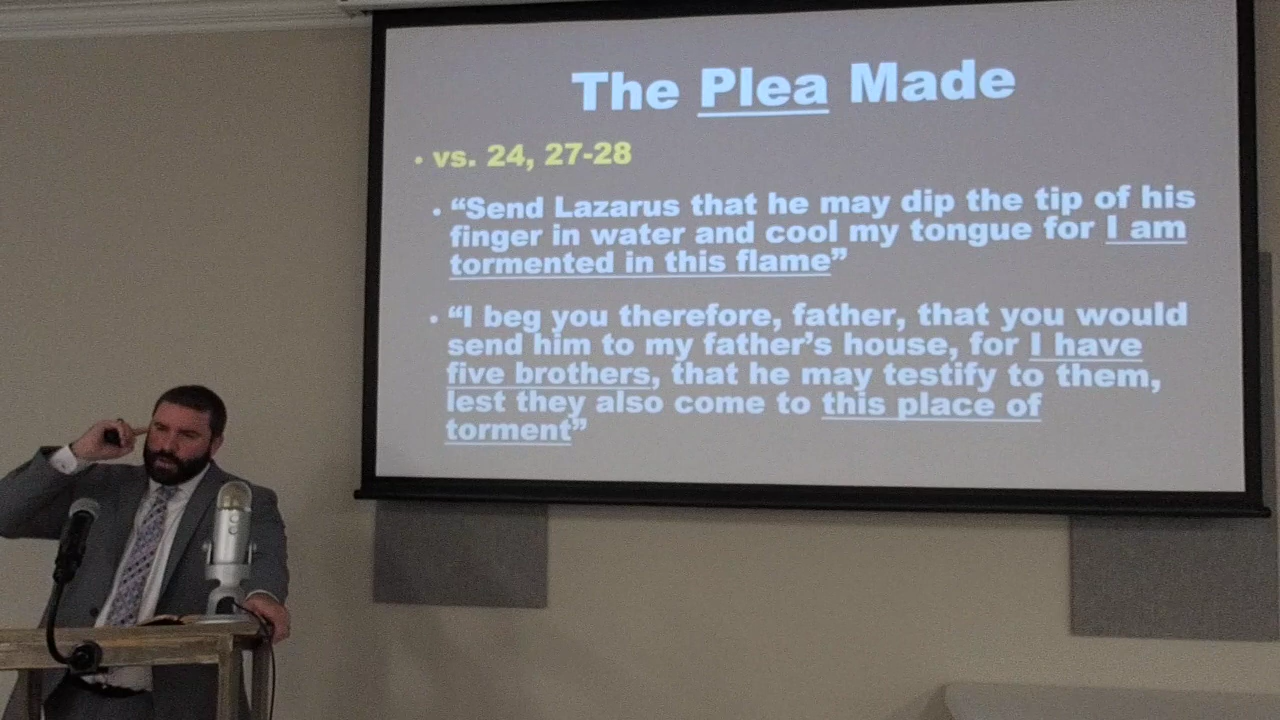 The Plea Made
• vs. 24, 27-28
• “Send Lazarus that he may dip the tip of his
finger in water and cool my tongue for I am
tormented in this flame”
• “I beg you therefore, father, that you would
send him to my father’s house, for I have
five brothers, that he may testify to them,
lest they also come to this place of
torment”